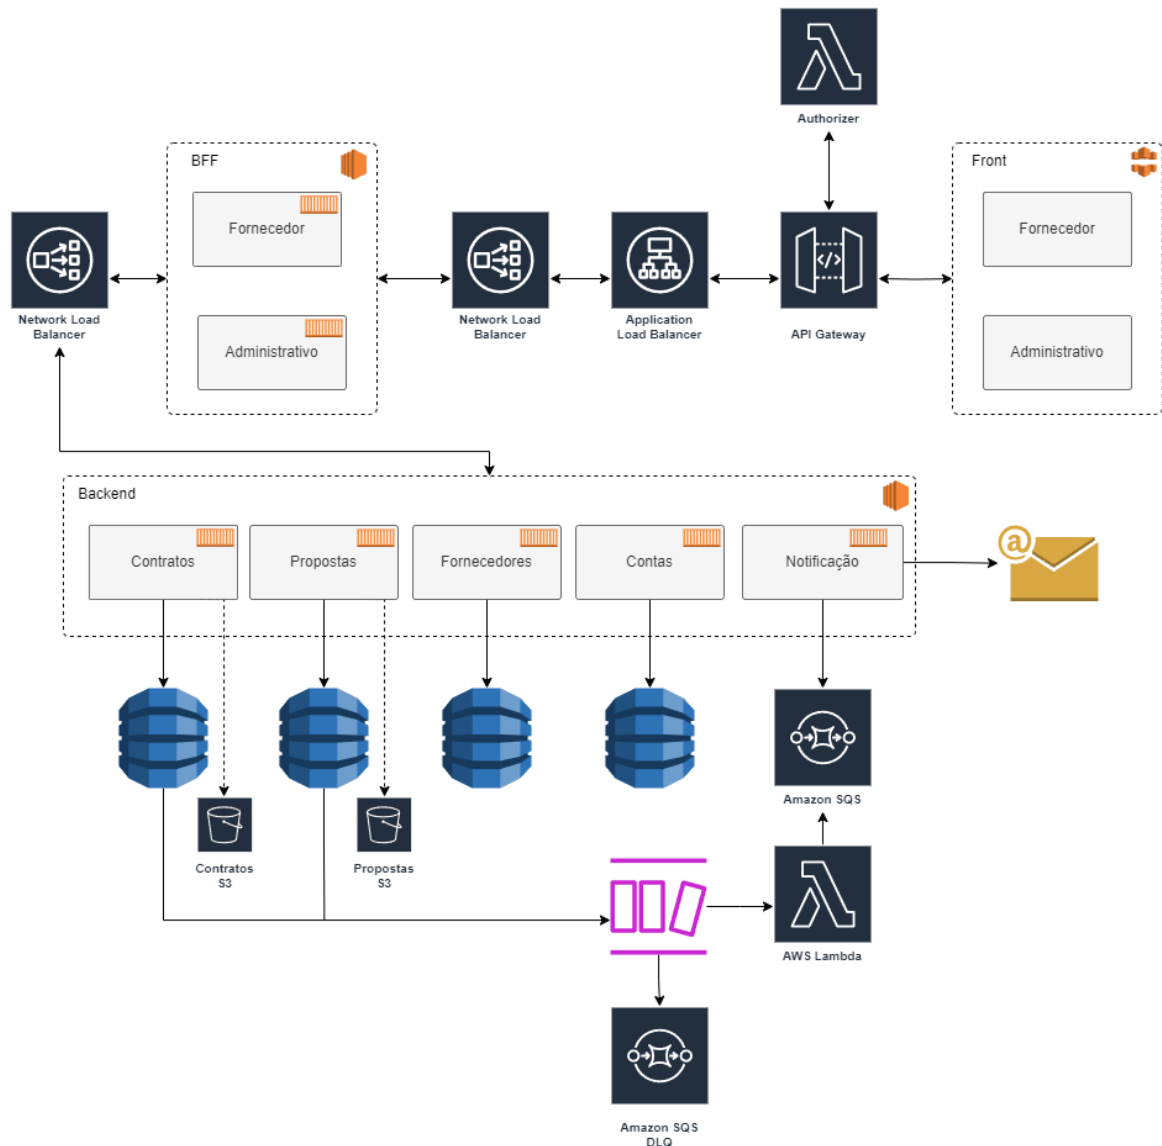 Authorizer
BFF
Fornecedor
Administrativo
Network Load
Balancer
Network Load
Balancer
Application
Load Balancer
</>
API Gateway
Front
Fornecedor
Administrativo
Backend
Contratos
Propostas
Fornecedores
Contas
Notificação
@
Amazon SQS
Contratos
S3
Propostas
S3
AWS Lambda
Amazon SQS
DLQ